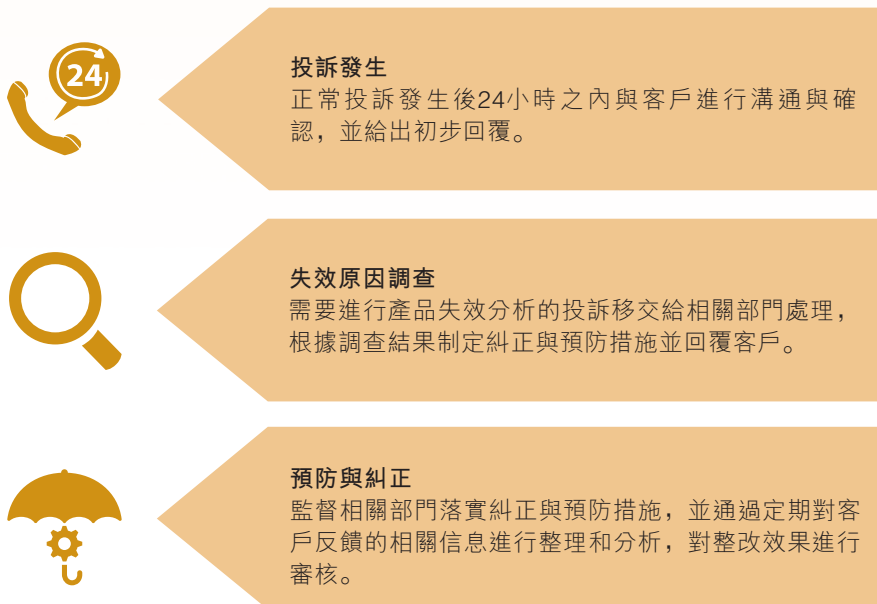 24
投訴發生
正常投訴發生後24小時之內與客戶進行溝通與確
認，並給出初步回覆。
失效原因調查
需要進行產品失效分析的投訴移交給相關部門處理，
根據調查結果制定糾正與預防措施並回覆客戶。
預防與糾正
監督相關部門落實糾正與預防措施，並通過定期對客
戶反饋的相關信息進行整理和分析，對整改效果進行
審核。